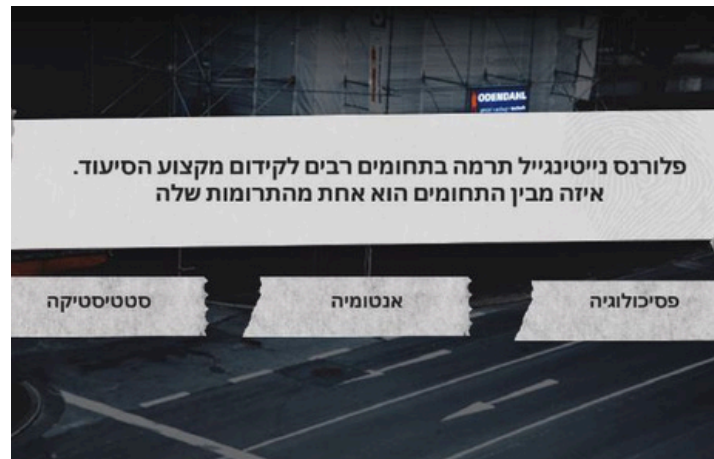 ODENDAHL
פלורנס נייטינגייל תרמה בתחומים רבים לקידום מקצוע הסיעוד.
איזה מבין התחומים הוא אחת מהתרומות שלה
פסיכולוגיה
אנטומיה
סטטיסטיקה